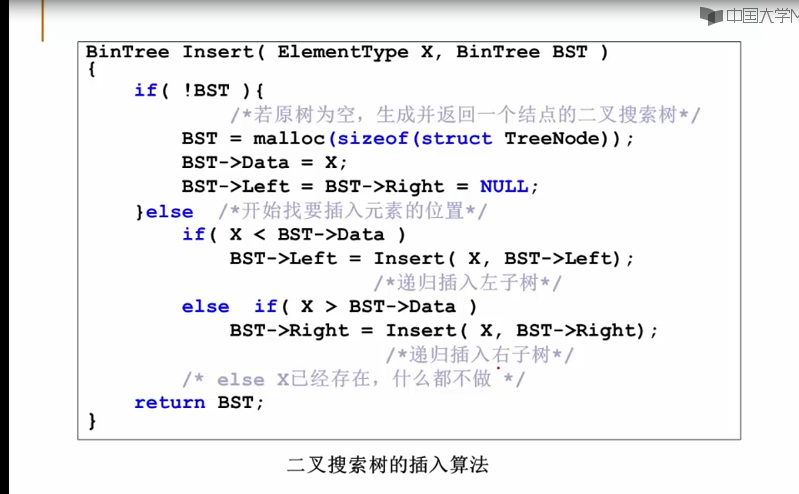 中国大学M
BinTree Insert( ElementType X, BinTree BST )
{
if( !BST ){
/*若原树为空，生成并返回一个结点的二叉搜索树*/
BST = malloc(sizeof(struct TreeNode));
BST->Data = X;
BST->Left = BST->Right = NULL;
}else /*开始找要插入元素的位置*/
if( X < BST->Data )
BST->Left = Insert( X, BST->Left);
/*递归插入左子树*/
else if( X > BST->Data )
BST->Right = Insert( X, BST->Right);
/*递归插入右子树*/
/* else X已经存在，什么都不做 */
return BST;
}
二叉搜索树的插入算法